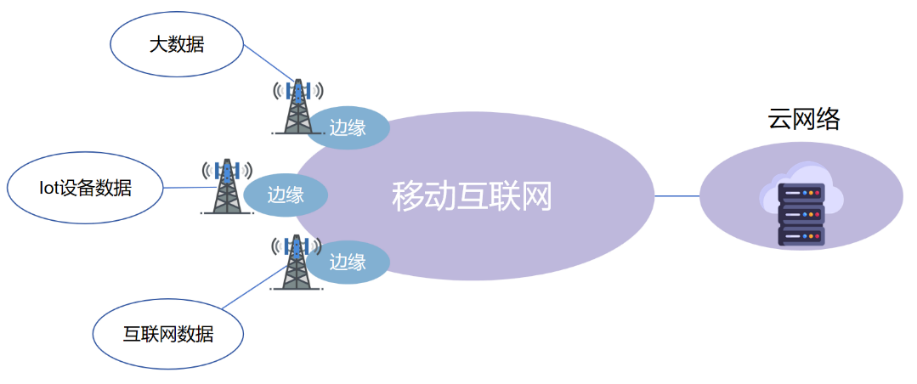 大数据
边缘
云网络
Iot设备数据
边缘
移动互联网
边缘
互联网数据